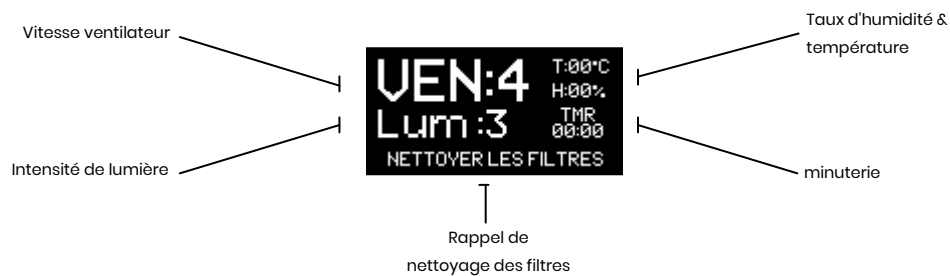 Vitesse ventilateur
Taux d'humidité &
température
VEN:4
T:00°C
H:00%
Lum :3
TMR
00:00
NETTOYER LES FILTRES
Intensité de lumière
minuterie
Rappel de
nettoyage des filtres